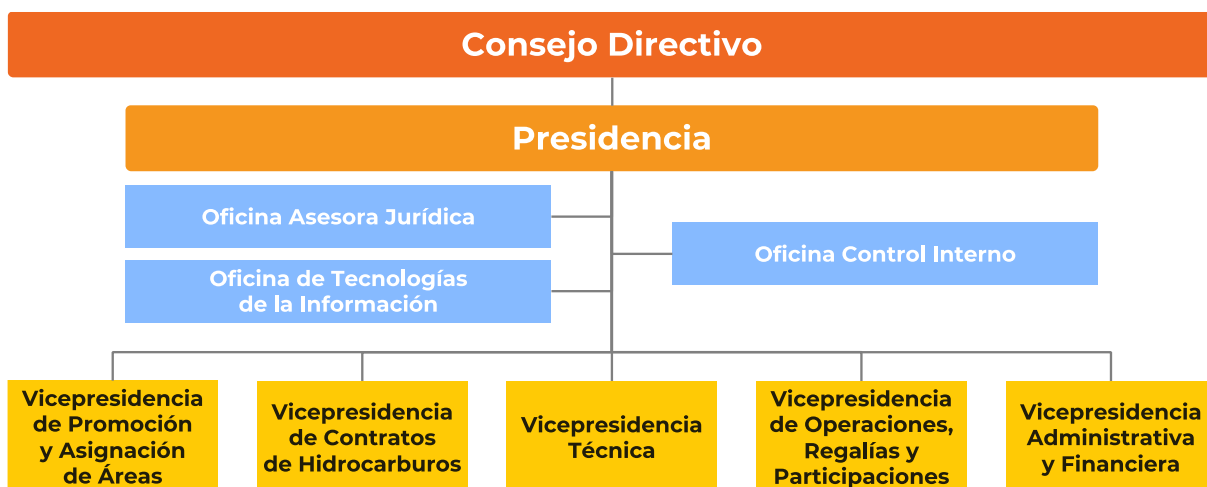 Consejo Directivo
Presidencia
Oficina Asesora Jurídica
Oficina Control Interno
Oficina de Tecnologías
de la Información
Vicepresidencia
de Promoción
y Asignación
de Áreas
Vicepresidencia
de Contratos
de Hidrocarburos
Vicepresidencia
Técnica
Vicepresidencia
de Operaciones,
Regalías y
Participaciones
Vicepresidencia
Administrativa
y Financiera